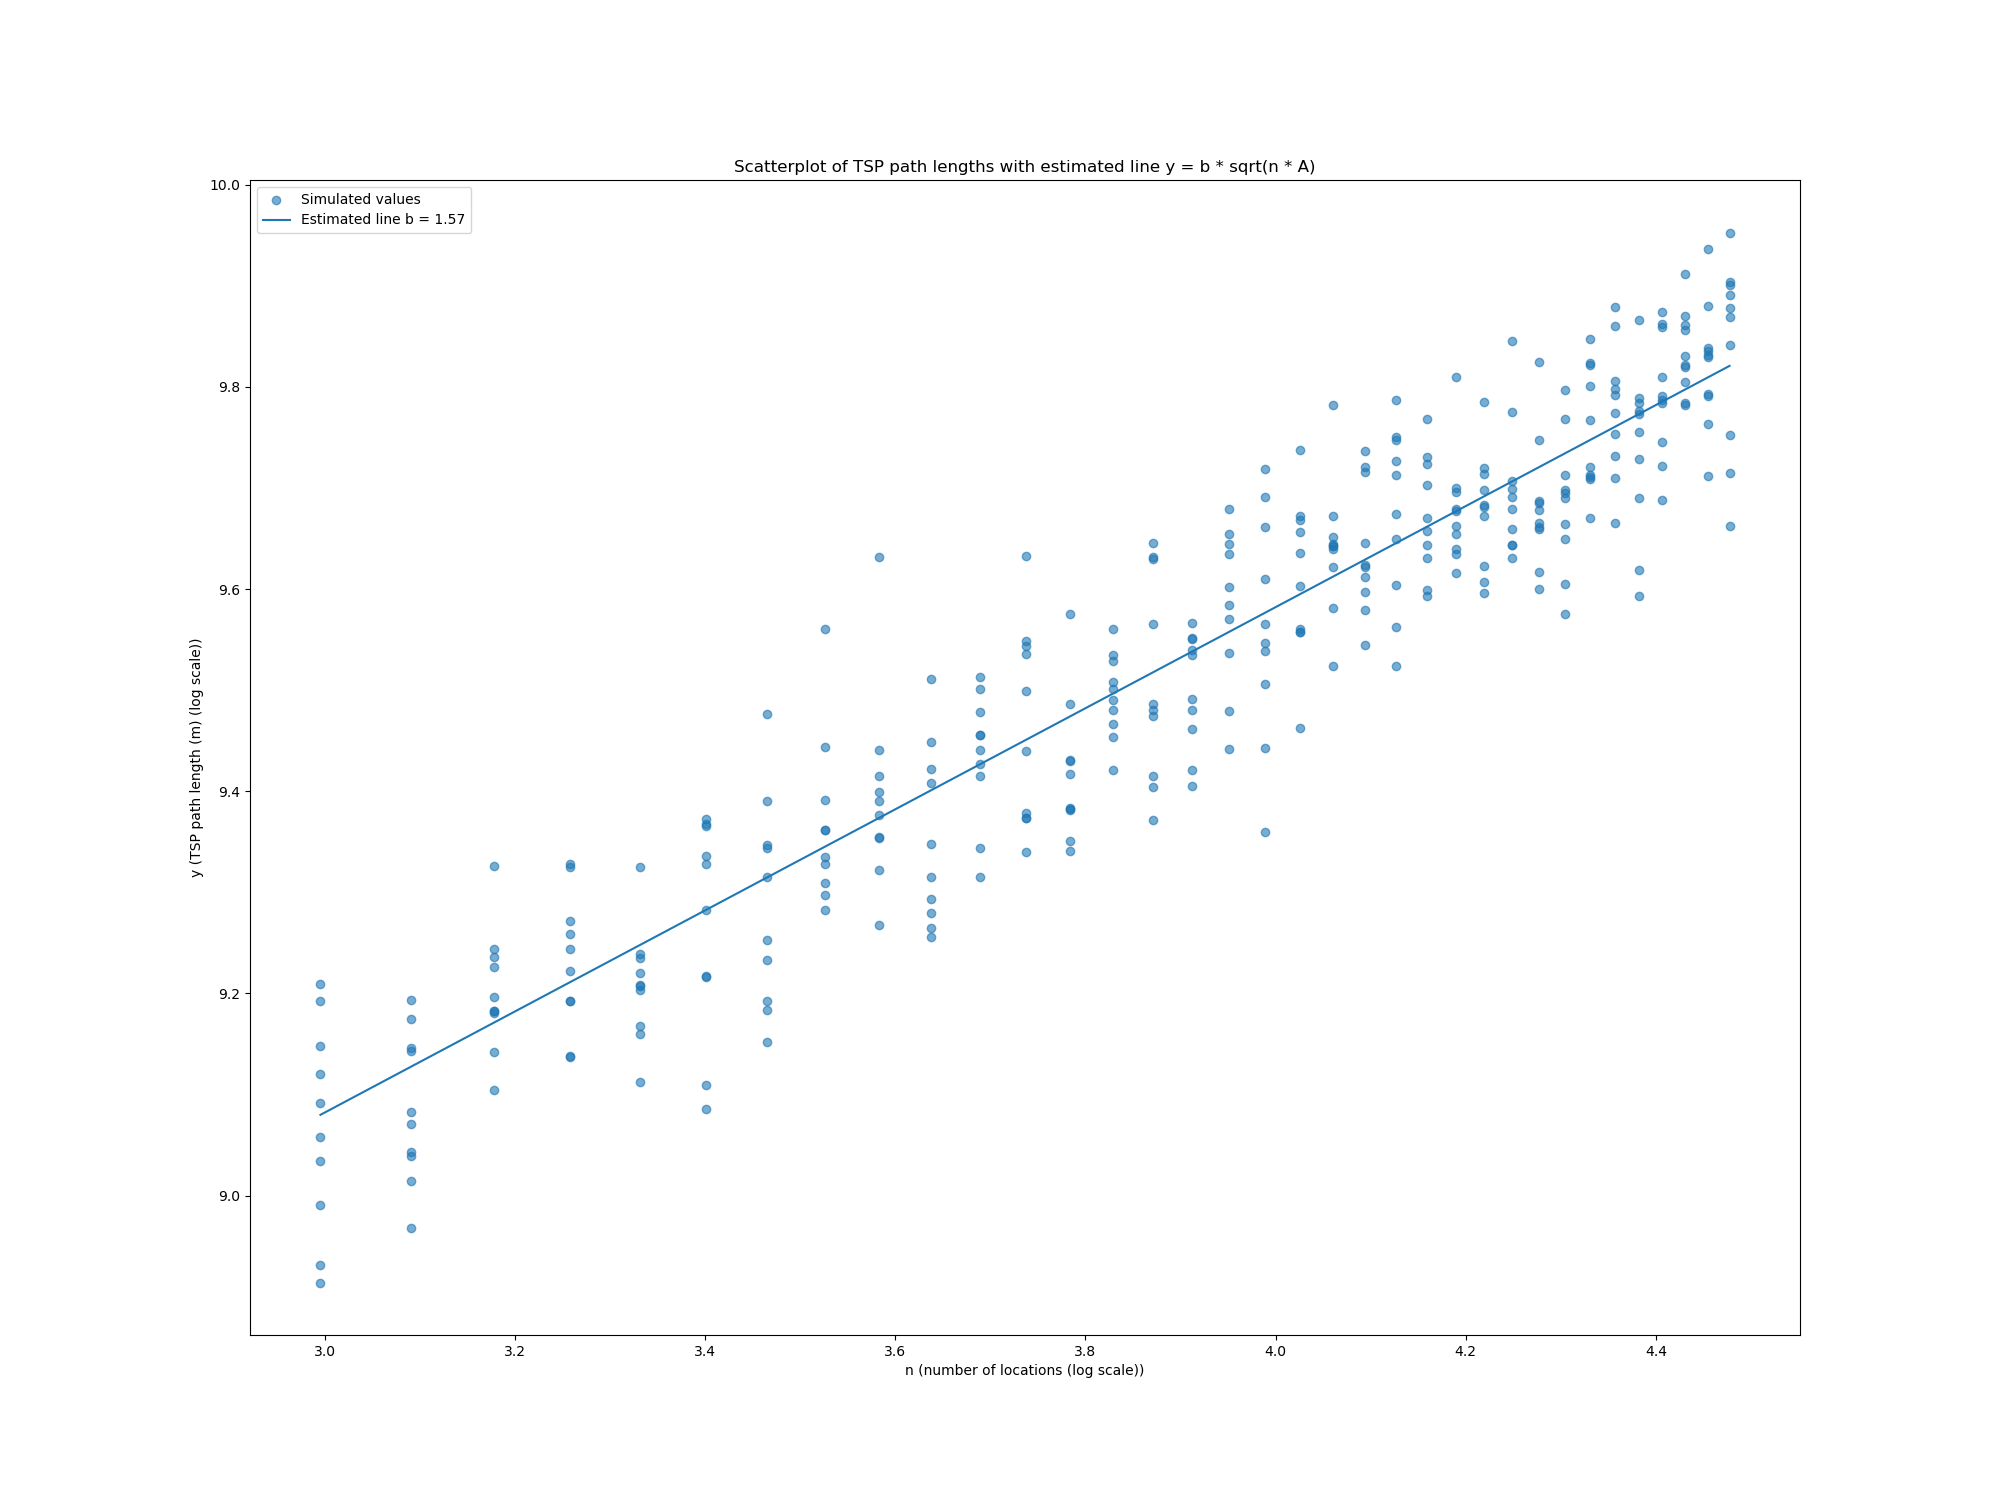 Scatterplot of TSP path lengths with estimated line y = b * sqrt(n * A)
Simulated values
Estimated line b = 1.57
10.0
9.8
9.6
9.4
9.2
9.0
y (TSP path length (m) (log scale))
3.0 3.2 3.4 3.6 3.8 4.0 4.2 4.4
n (number of locations (log scale))